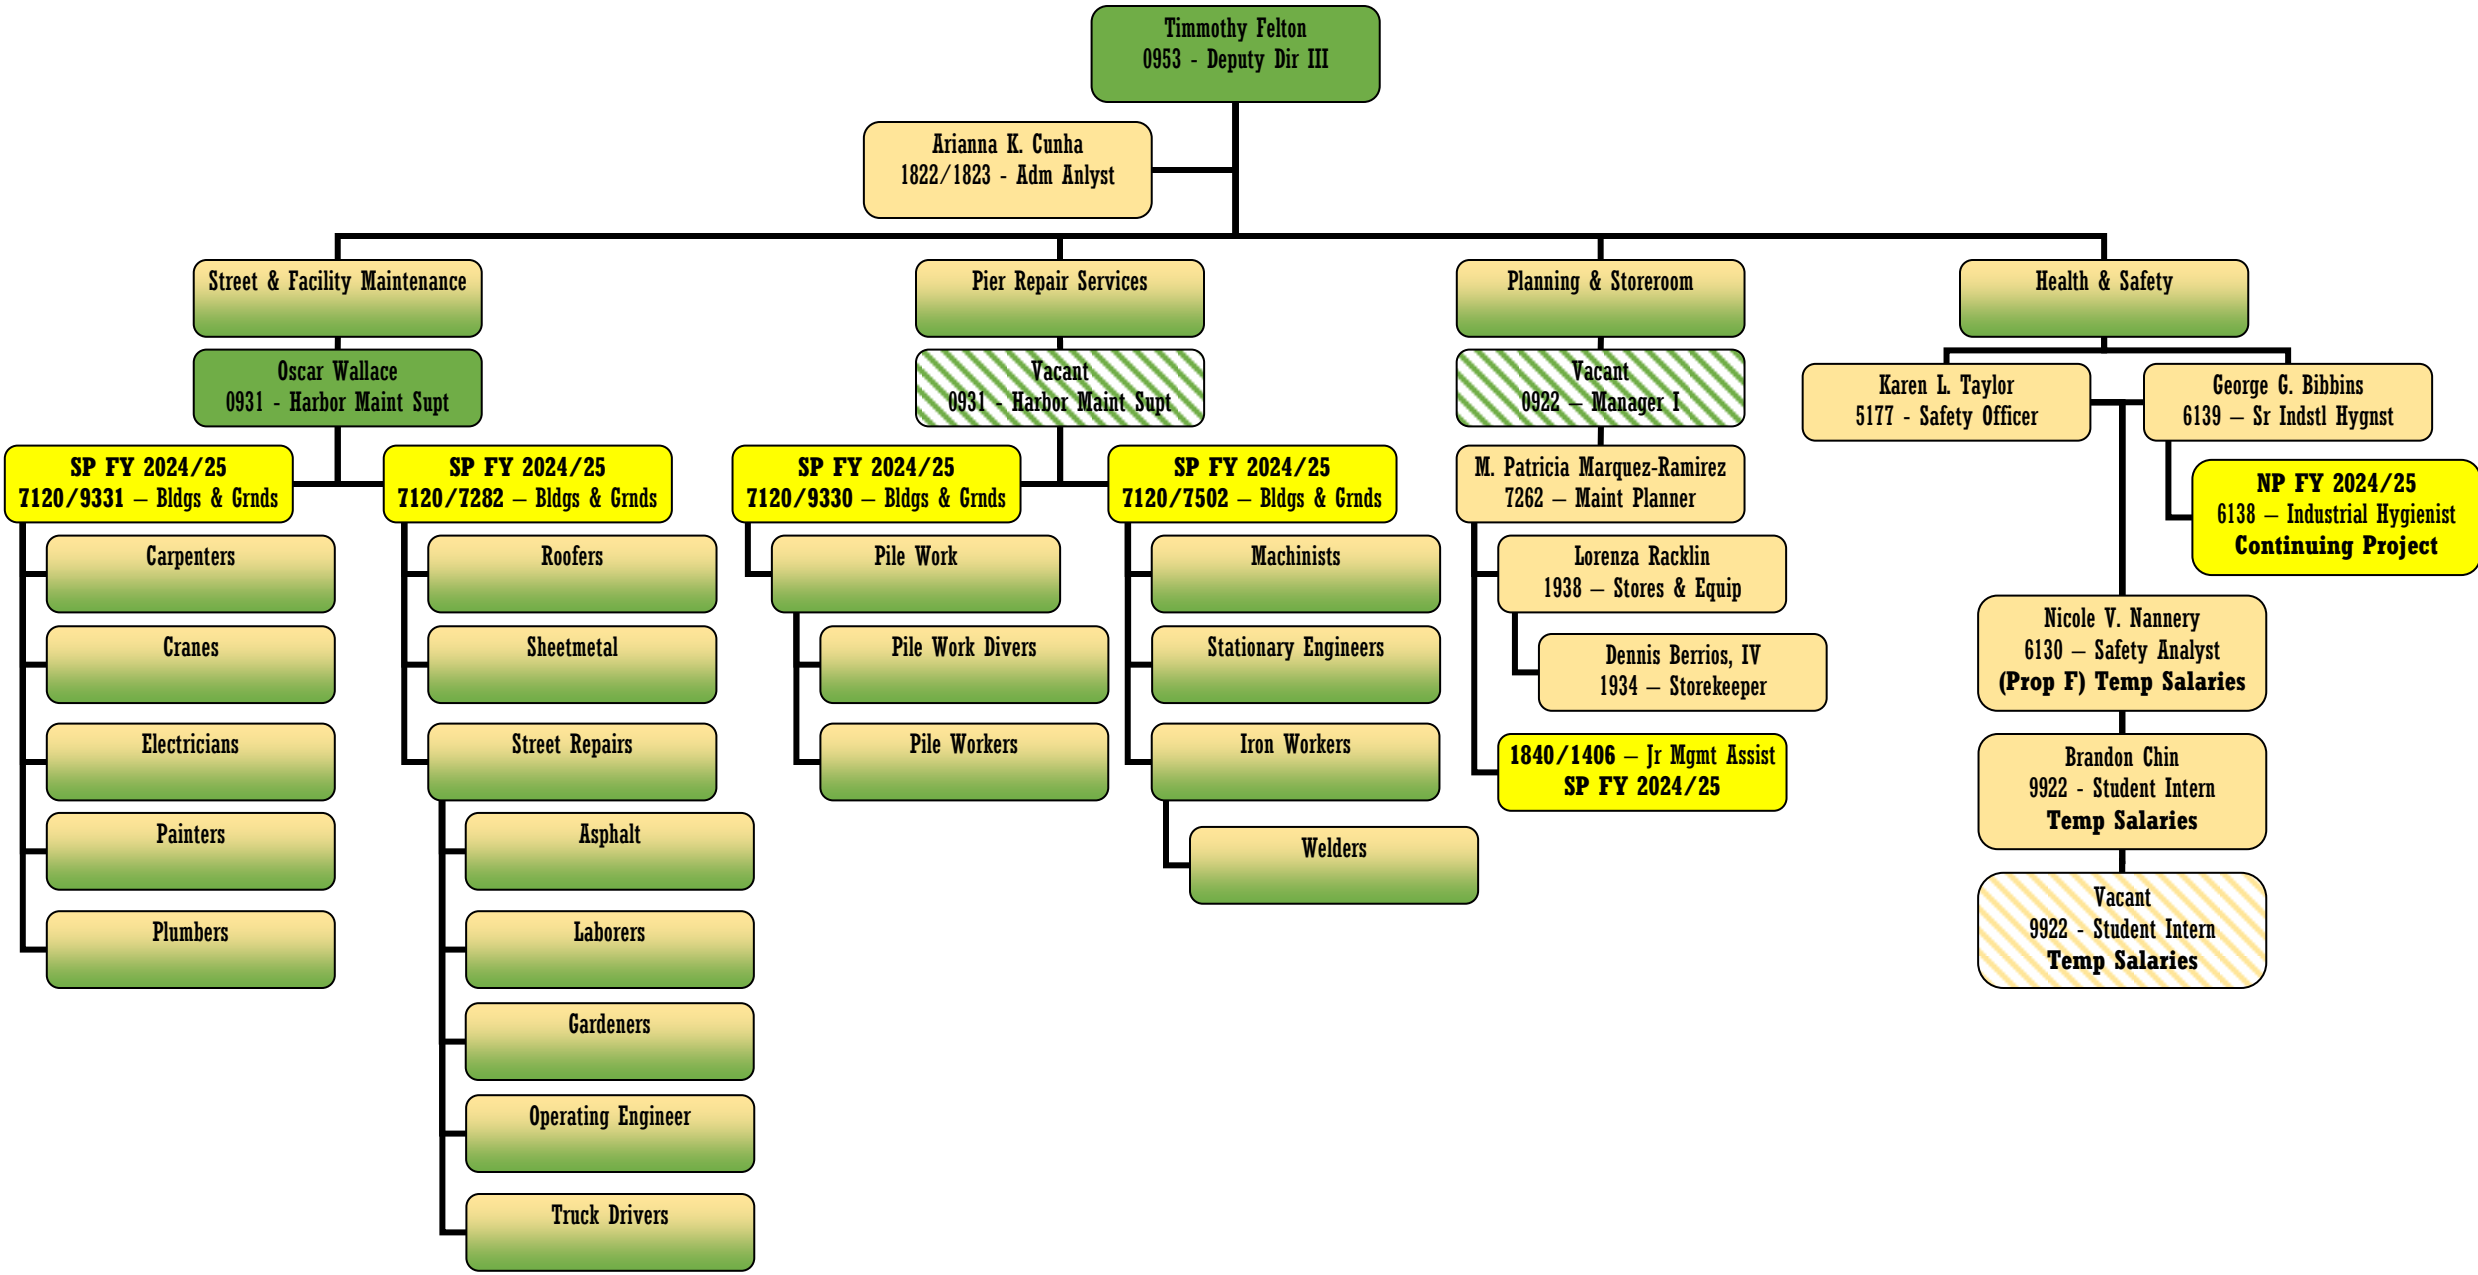 Timmothy Felton
0953 - Deputy Dir III
Arianna K. Cunha
1822/1823 - Adm Anlyst
Street & Facility Maintenance
Oscar Wallace
0931 - Harbor Maint Supt
SP FY 2024/25
7120/9331 – Bldgs & Grnds
Carpenters
Cranes
Electricians
Painters
Plumbers
SP FY 2024/25
7120/7282 – Bldgs & Grnds
Roofers
Sheetmetal
Street Repairs
Asphalt
Laborers
Gardeners
Operating Engineer
Truck Drivers
Pier Repair Services
Vacant
0931 - Harbor Maint Supt
SP FY 2024/25
7120/9330 – Bldgs & Grnds
Pile Work
Pile Work Divers
Pile Workers
SP FY 2024/25
7120/7502 – Bldgs & Grnds
Machinists
Stationary Engineers
Iron Workers
Welders
Planning & Storeroom
Vacant
0922 – Manager I
M. Patricia Marquez-Ramirez
7262 – Maint Planner
Lorenza Racklin
1938 – Stores & Equip
Dennis Berrios, IV
1934 – Storekeeper
1840/1406 – Jr Mgmt Assist
SP FY 2024/25
Health & Safety
Karen L. Taylor
5177 - Safety Officer
George G. Bibbins
6139 – Sr Indstl Hygnst
NP FY 2024/25
6138 – Industrial Hygienist
Continuing Project
Nicole V. Nannery
6130 – Safety Analyst
(Prop F) Temp Salaries
Brandon Chin
9922 - Student Intern
Temp Salaries
Vacant
9922 - Student Intern
Temp Salaries